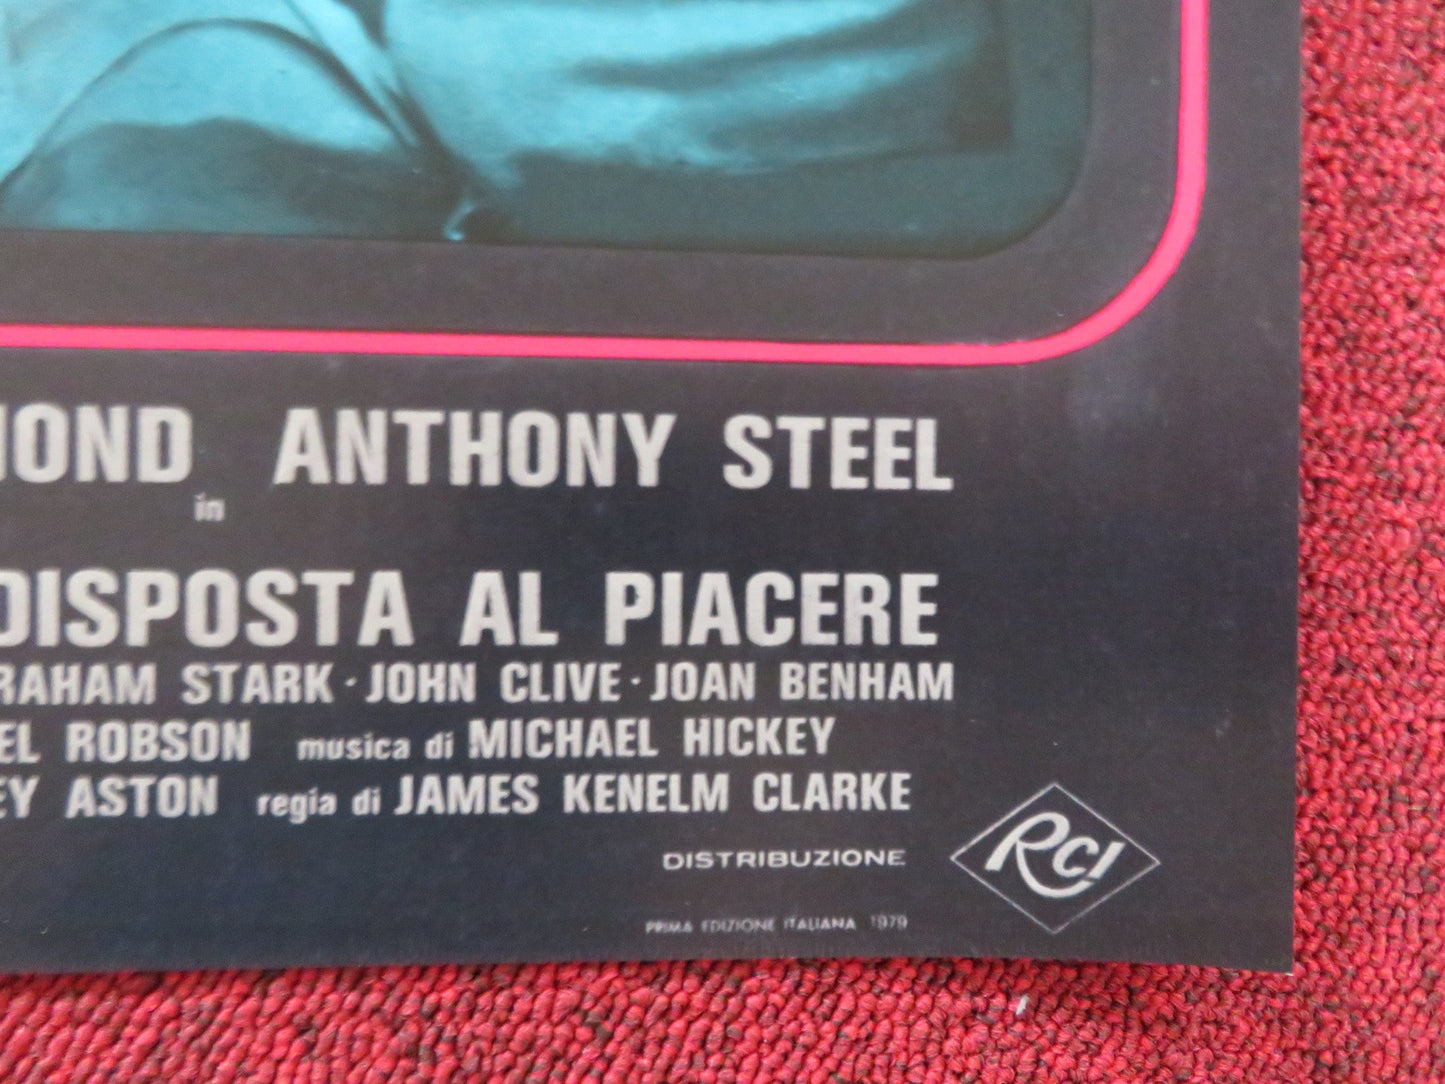 MOND ANTHONY STEEL
in
DISPOSTA AL PIACERE
RAHAM STARK · JOHN CLIVE · JOAN BENHAM
EL ROBSON musica di MICHAEL HICKEY
EY ASTON regia di JAMES KENELM CLARKE
DISTRIBUZIONE RCI
PRIMA EDIZIONE ITALIANA 1979